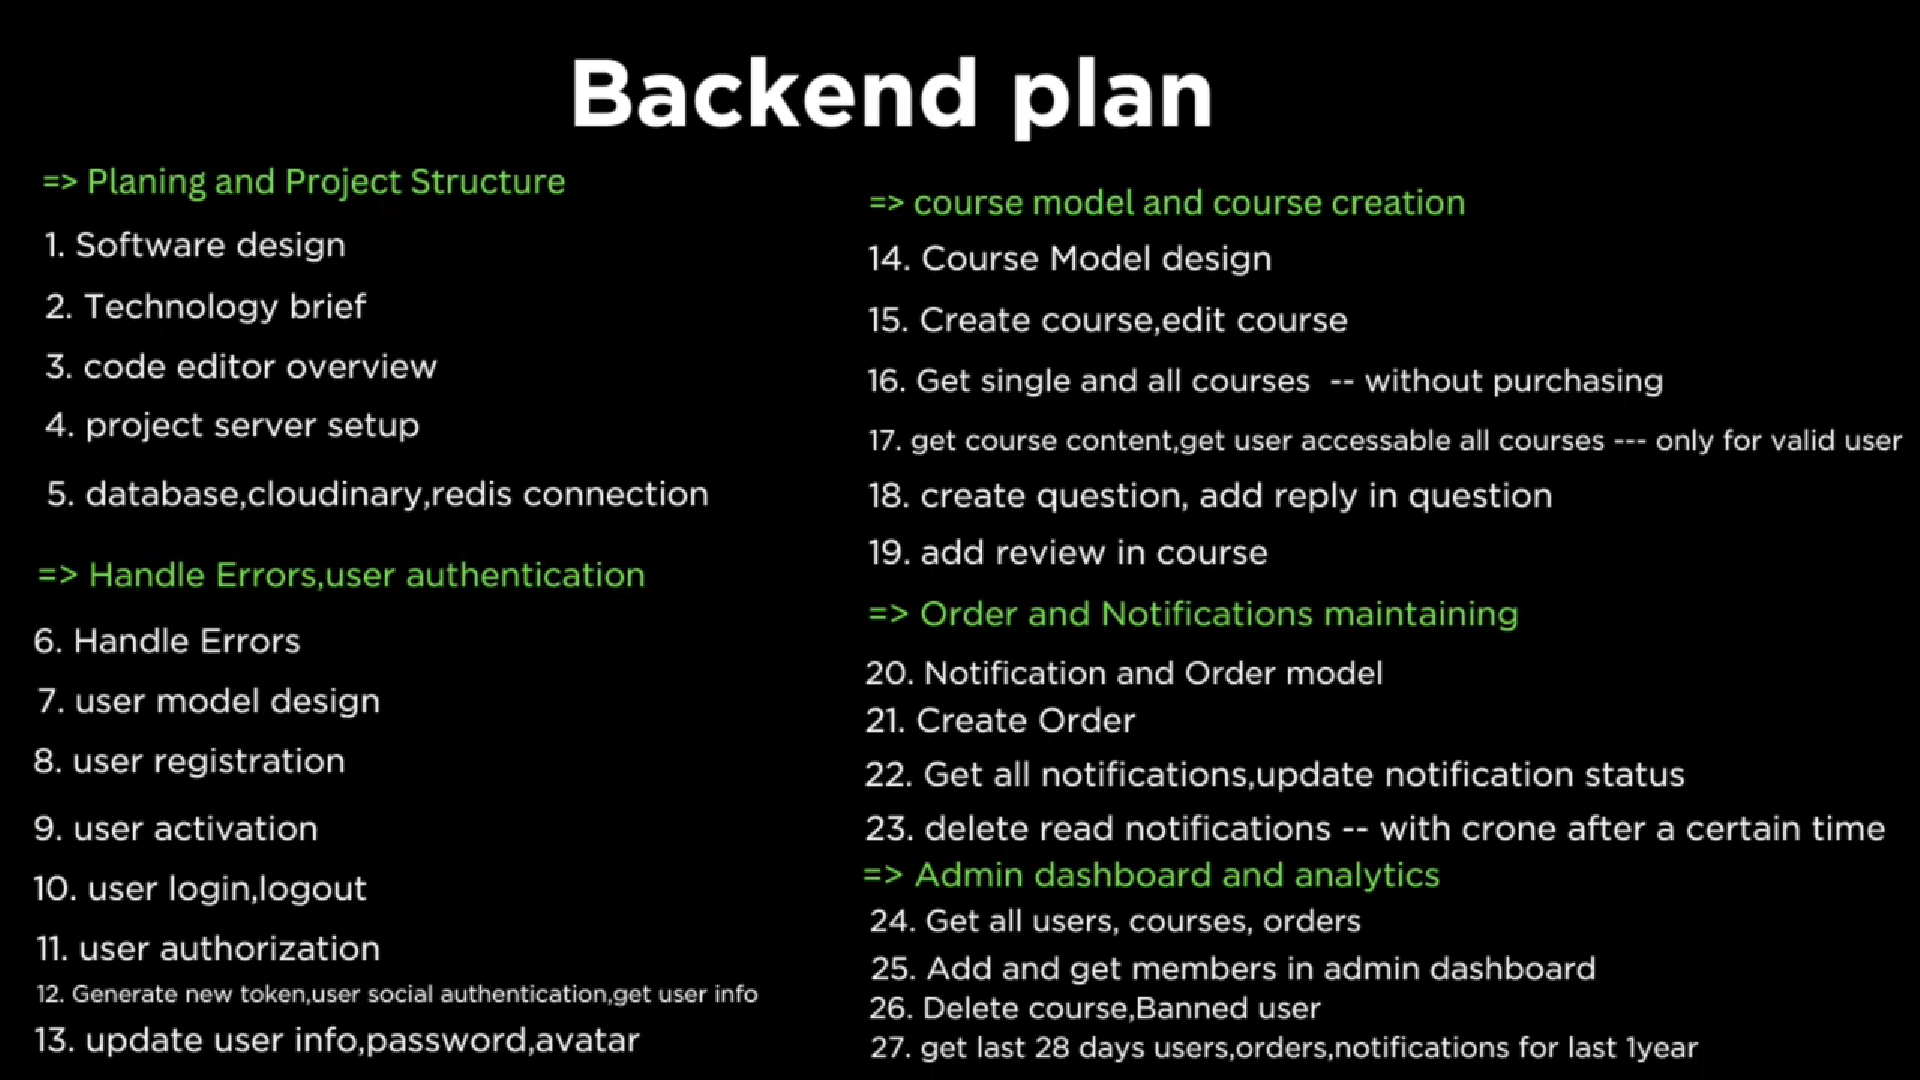 Backend plan
=> Planing and Project Structure
1. Software design
2. Technology brief
3. code editor overview
4. project server setup
5. database,cloudinary,redis connection
=> Handle Errors,user authentication
6. Handle Errors
7. user model design
8. user registration
9. user activation
10. user login,logout
11. user authorization
12. Generate new token,user social authentication,get user info
13. update user info,password,avatar
=> course model and course creation
14. Course Model design
15. Create course,edit course
16. Get single and all courses -- without purchasing
17. get course content,get user accessable all courses --- only for valid user
18. create question, add reply in question
19. add review in course
=> Order and Notifications maintaining
20. Notification and Order model
21. Create Order
22. Get all notifications,update notification status
23. delete read notifications -- with crone after a certain time
=> Admin dashboard and analytics
24. Get all users, courses, orders
25. Add and get members in admin dashboard
26. Delete course,Banned user
27. get last 28 days users,orders,notifications for last 1year